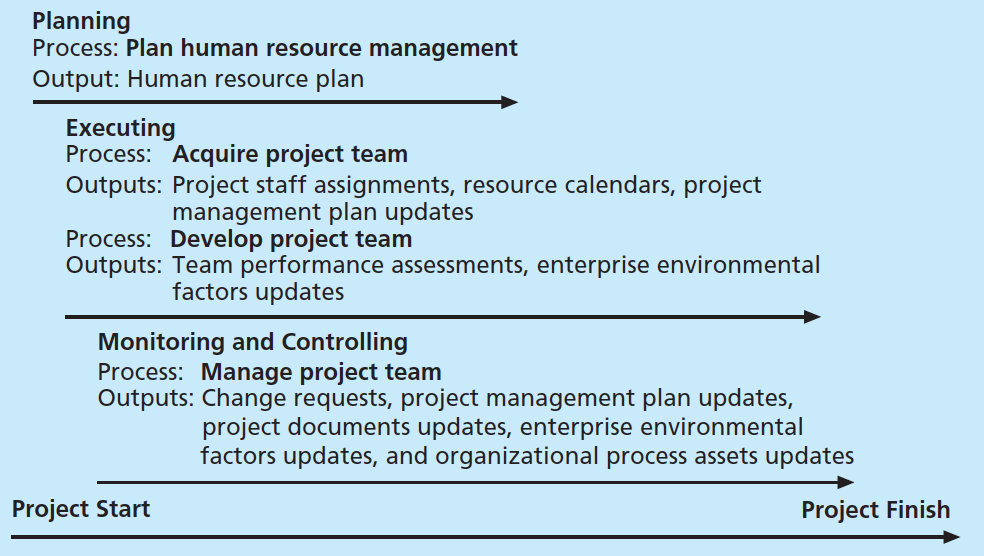 Planning
Process: Plan human resource management
Output: Human resource plan
Executing
Process: Acquire project team
Outputs: Project staff assignments, resource calendars, project
management plan updates
Process: Develop project team
Outputs: Team performance assessments, enterprise environmental
factors updates
Monitoring and Controlling
Process: Manage project team
Outputs: Change requests, project management plan updates,
project documents updates, enterprise environmental
factors updates, and organizational process assets updates
Project Start
Project Finish